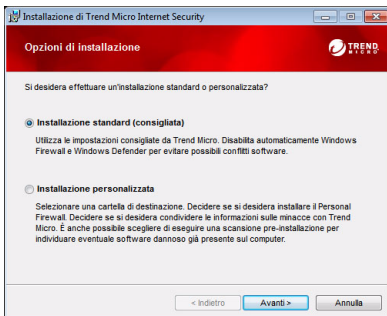 Installazione di Trend Micro Internet Security
Opzioni di installazione
TREND
MICRO
Si desidera effettuare un'installazione standard o personalizzata?
Installazione standard (consigliata)
Utilizza le impostazioni consigliate da Trend Micro. Disabilita automaticamente Windows
Firewall e Windows Defender per evitare possibili conflitti software.
Installazione personalizzata
Selezionare una cartella di destinazione. Decidere se si desidera installare il Personal
Firewall. Decidere se si desidera condividere le informazioni sulle minacce con Trend
Micro. È anche possibile scegliere di eseguire una scansione pre-installazione per
individuare eventuale software dannoso già presente sul computer.
< Indietro
Avanti >
Annulla